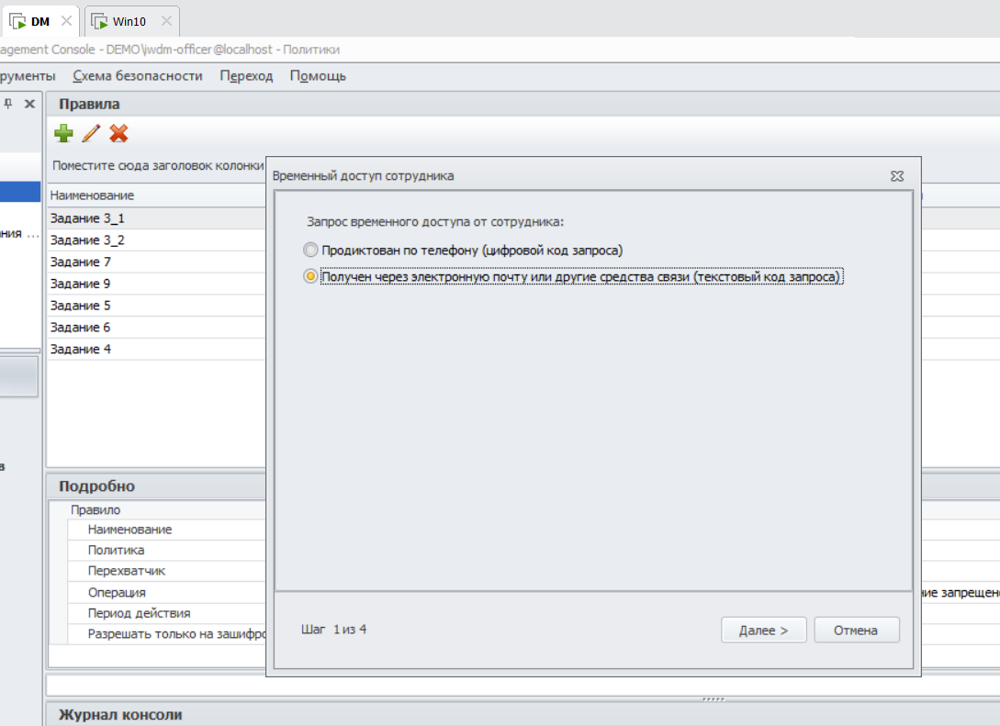 DM
Win10
agement Console - DEMO\iwdm-officer@localhost - Политики
рументы Схема безопасности Переход Помощь
Правила
Поместите сюда заголовок колонки
Наименование
Задание 3_1
ания ...
Задание 3_2
Задание 7
Задание 9
Задание 5
Задание 6
Задание 4
Временный доступ сотрудника
Запрос временного доступа от сотрудника:
Продиктован по телефону (цифровой код запроса)
Получен через электронную почту или другие средства связи (текстовый код запроса)
Шаг 1 из 4
Далее >
Отмена
в
Подробно
Правило
Наименование
Политика
Перехватчик
Операция
ние запрещен
Период действия
Разрешать только на зашифро
Журнал консоли